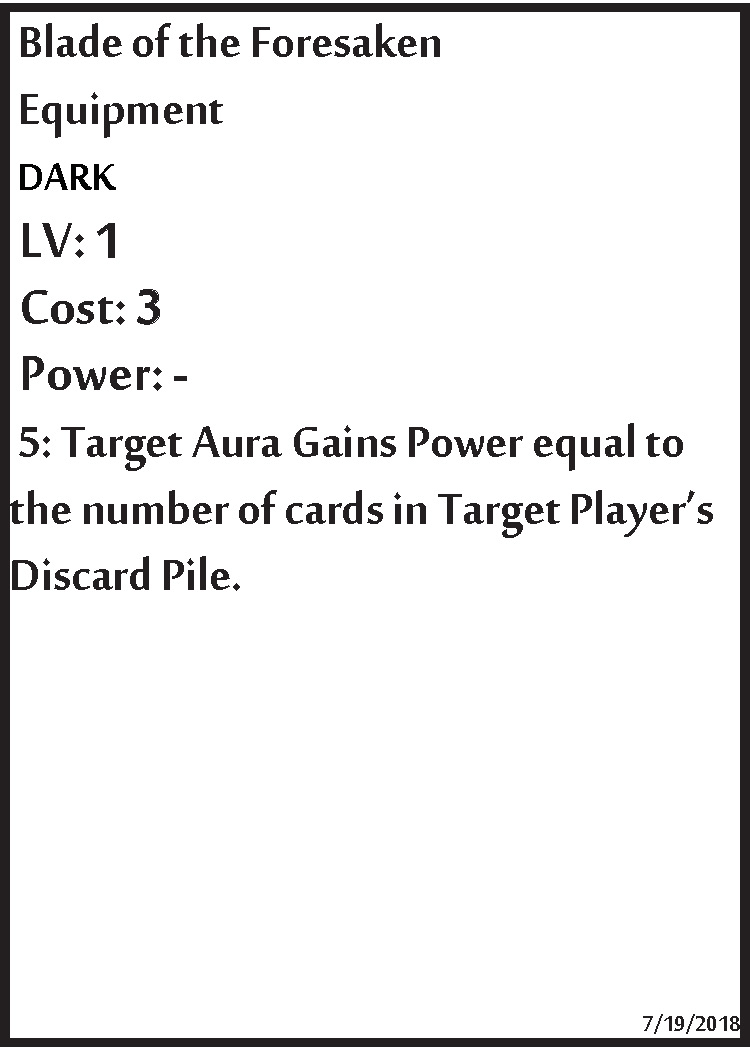 Blade of the Foresaken
Equipment
DARK
LV: 1
Cost: 3
Power: -
5: Target Aura Gains Power equal to
the number of cards in Target Player’s
Discard Pile.
7/19/2018